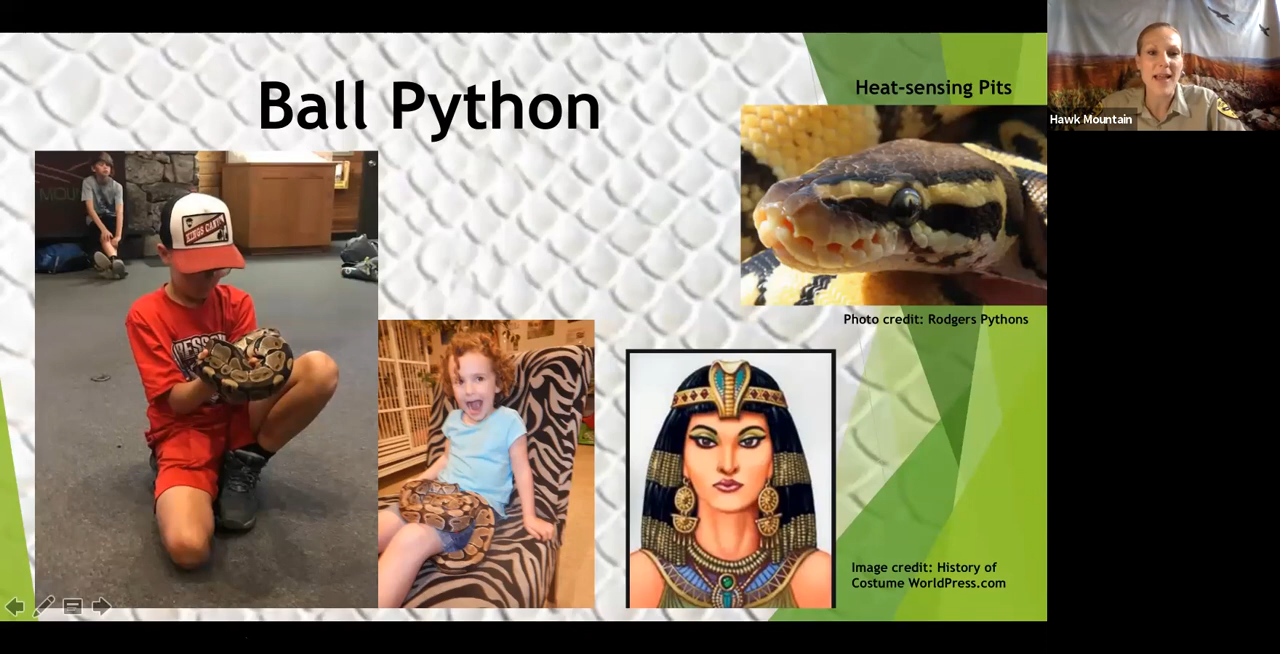 Ball Python
Heat-sensing Pits
Hawk Mountain
MOU
KINGS CANYON
Photo credit: Rodgers Pythons
Image credit: History of
Costume WorldPress.com